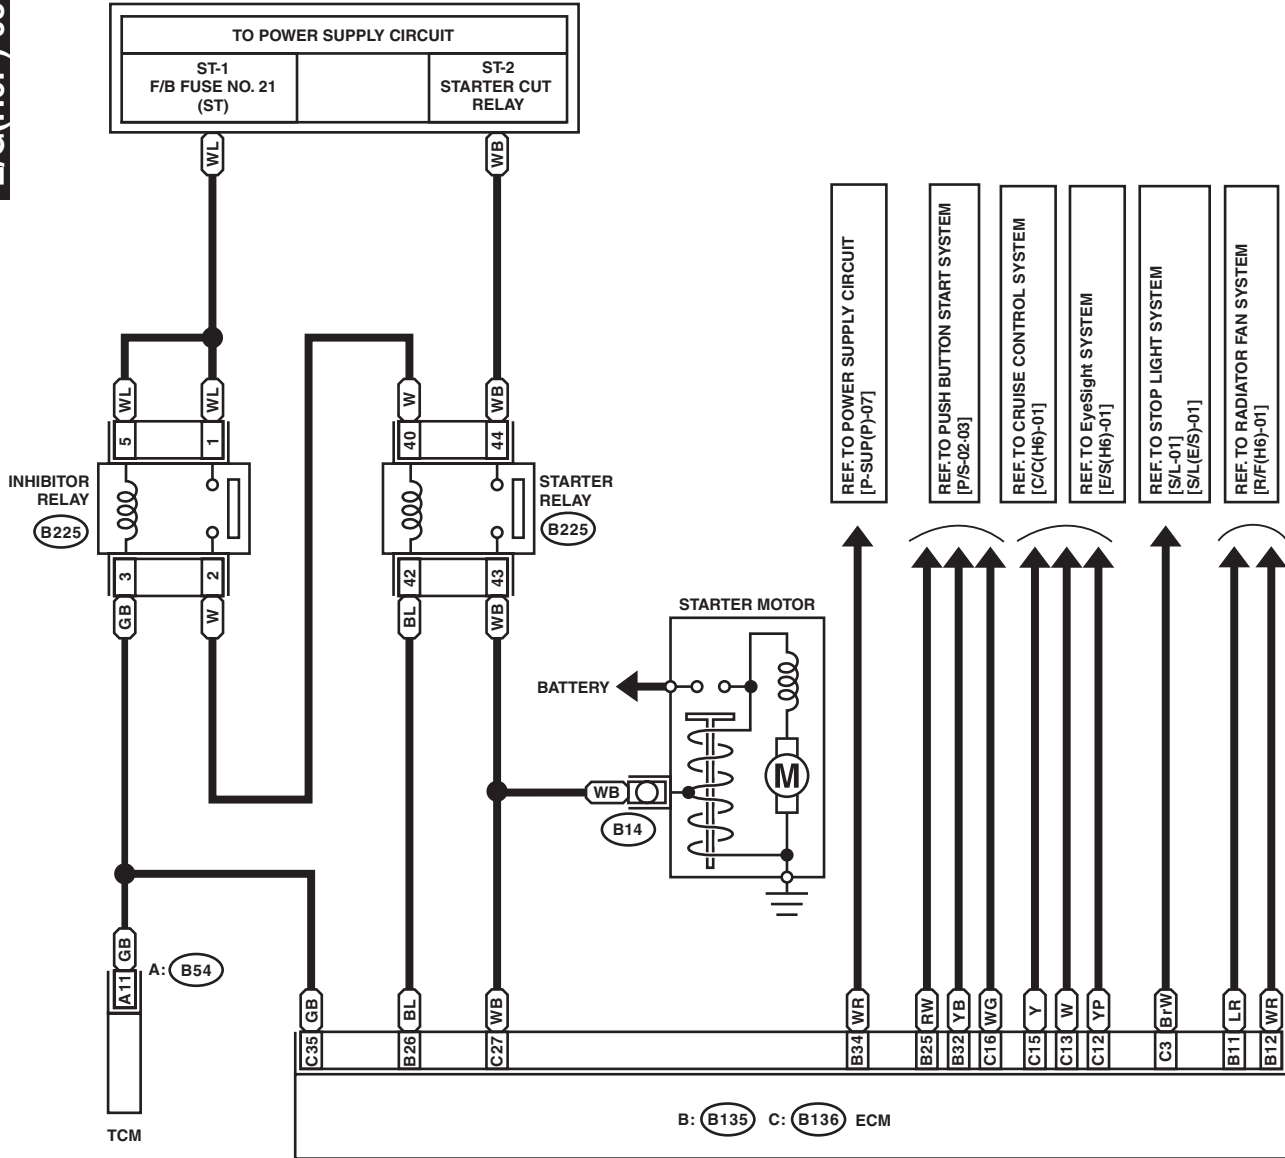 TO POWER SUPPLY CIRCUIT
ST-1
F/B FUSE NO. 21
(ST)
ST-2
STARTER CUT
RELAY
WL
WB
WL
WL
W
WB
5
1
40
44
INHIBITOR
RELAY
B225
STARTER
RELAY
B225
3
2
42
43
GB
W
BL
WB
STARTER MOTOR
BATTERY
M
WB
B14
REF. TO POWER SUPPLY CIRCUIT
[P-SUP(P)-07]
REF. TO PUSH BUTTON START SYSTEM
[P/S-02-03]
REF. TO CRUISE CONTROL SYSTEM
[C/C(H6)-01]
REF. TO EyeSight SYSTEM
[E/S(H6)-01]
REF. TO STOP LIGHT SYSTEM
[S/L-01]
[S/L(E/S)-01]
REF. TO RADIATOR FAN SYSTEM
[R/F(H6)-01]
GB
A11
A: B54
TCM
GB
BL
WB
WR
RW
YB
WG
Y
W
YP
BrW
LR
WR
C35
B26
C27
B34
B25
B32
C16
C15
C13
C12
C3
B11
B12
B: B135 C: B136 ECM